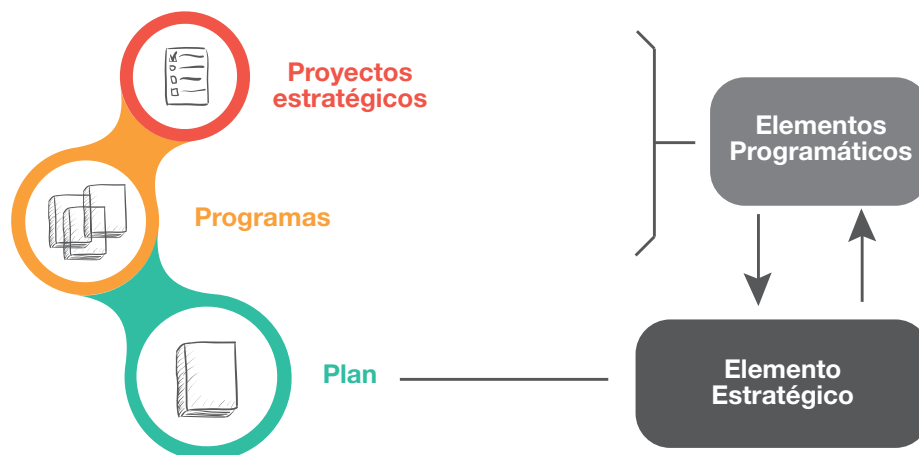 Proyectos
estratégicos
Elementos
Programáticos
Programas
Plan
Elemento
Estratégico